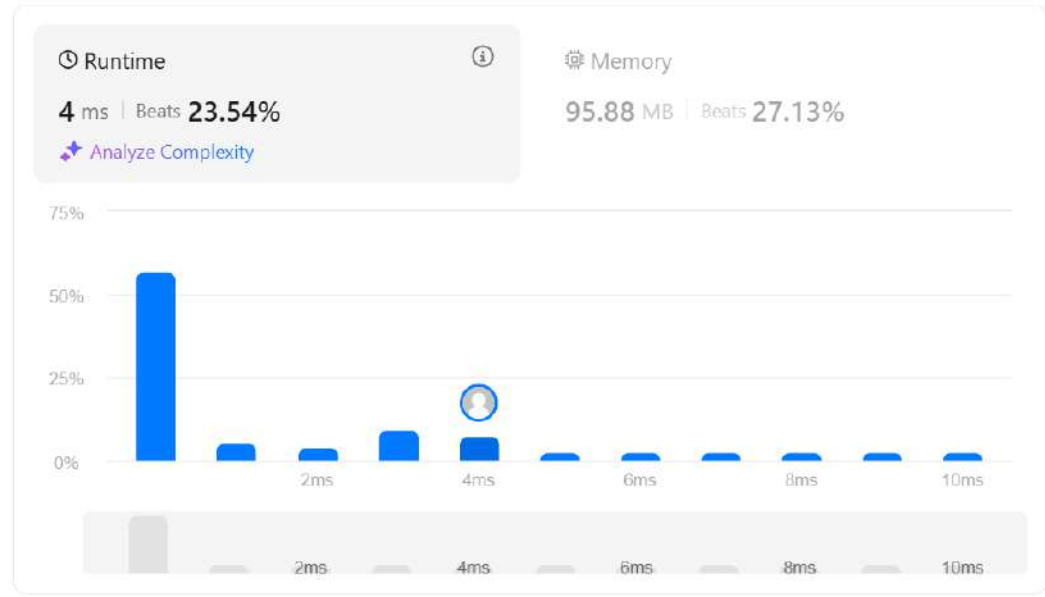 Runtime
4 ms | Beats 23.54%
Analyze Complexity
Memory
95.88 MB | Beats 27.13%
75%
50%
25%
0%
2ms 4ms 6ms 8ms 10ms
2ms 4ms 6ms 8ms 10ms